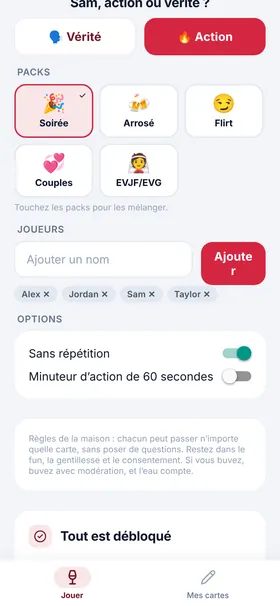 Sam, action ou vérité ?
Vérité
Action
PACKS
Soirée
Arrosé
Flirt
Couples
EVJF/EVG
Touchez les packs pour les mélanger.
JOUEURS
Ajouter un nom
Ajoute
r
Alex ✕ Jordan ✕ Sam ✕ Taylor ✕
OPTIONS
Sans répétition
Minuteur d’action de 60 secondes
Règles de la maison : chacun peut passer n’importe
quelle carte, sans poser de questions. Restez dans le
fun, la gentillesse et le consentement. Si vous buvez,
buvez avec modération, et l’eau compte.
Tout est débloqué
Jouer
Mes cartes